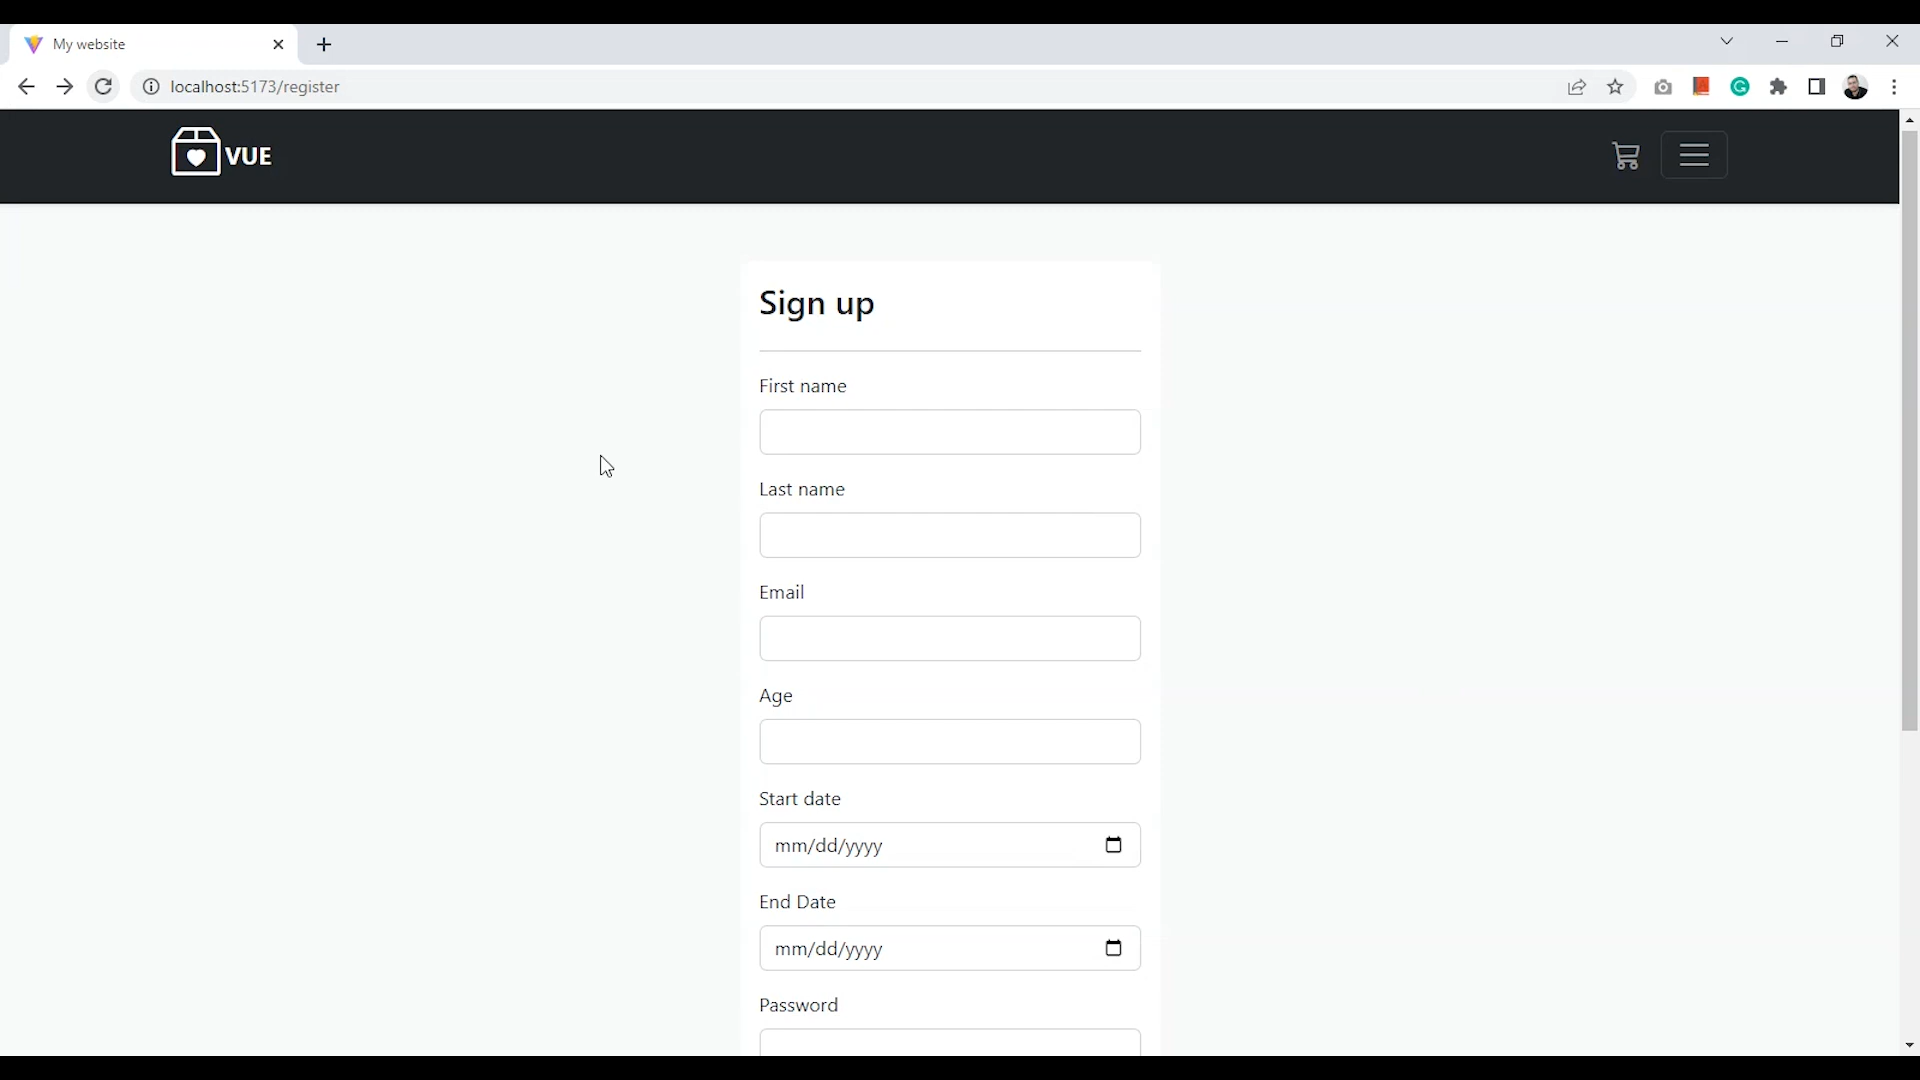 My website
localhost:5173/register
VUE
Sign up
First name
Last name
Email
Age
Start date
mm/dd/yyyy
End Date
mm/dd/yyyy
Password